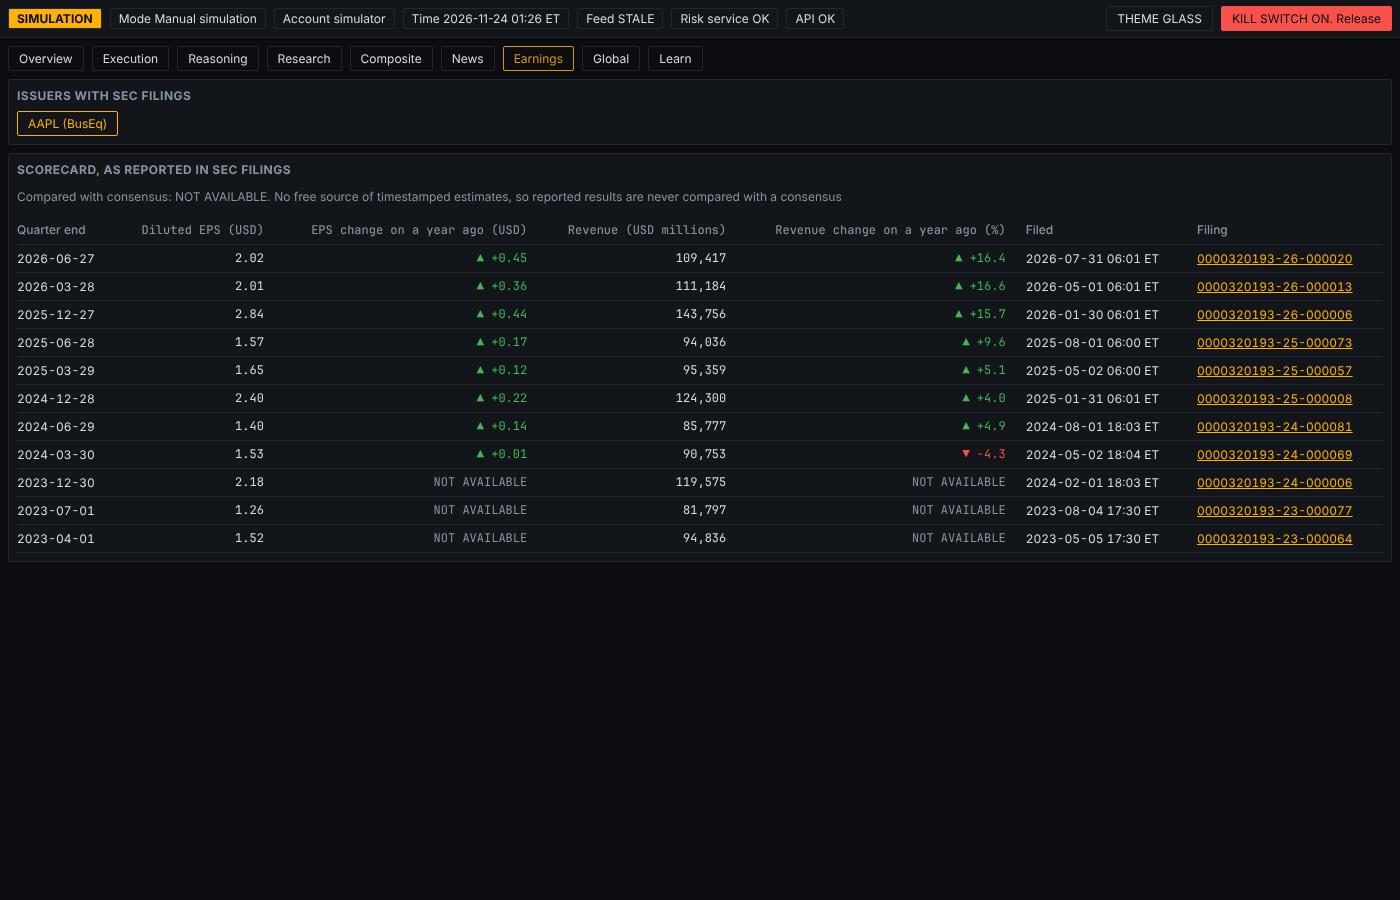 SIMULATION Mode Manual simulation Account simulator Time 2026-11-24 01:26 ET Feed STALE Risk service OK API OK THEME GLASS KILL SWITCH ON. Release
Overview Execution Reasoning Research Composite News Earnings Global Learn
ISSUERS WITH SEC FILINGS
AAPL (BusEq)
SCORECARD, AS REPORTED IN SEC FILINGS
Compared with consensus: NOT AVAILABLE. No free source of timestamped estimates, so reported results are never compared with a consensus
Quarter end Diluted EPS (USD) EPS change on a year ago (USD) Revenue (USD millions) Revenue change on a year ago (%) Filed Filing
2026-06-27 2.02 ▲ +0.45 109,417 ▲ +16.4 2026-07-31 06:01 ET 0000320193-26-000020
2026-03-28 2.01 ▲ +0.36 111,184 ▲ +16.6 2026-05-01 06:01 ET 0000320193-26-000013
2025-12-27 2.84 ▲ +0.44 143,756 ▲ +15.7 2026-01-30 06:01 ET 0000320193-26-000006
2025-06-28 1.57 ▲ +0.17 94,036 ▲ +9.6 2025-08-01 06:00 ET 0000320193-25-000073
2025-03-29 1.65 ▲ +0.12 95,359 ▲ +5.1 2025-05-02 06:00 ET 0000320193-25-000057
2024-12-28 2.40 ▲ +0.22 124,300 ▲ +4.0 2025-01-31 06:01 ET 0000320193-25-000008
2024-06-29 1.40 ▲ +0.14 85,777 ▲ +4.9 2024-08-01 18:03 ET 0000320193-24-000081
2024-03-30 1.53 ▲ +0.01 90,753 ▼ -4.3 2024-05-02 18:04 ET 0000320193-24-000069
2023-12-30 2.18 NOT AVAILABLE 119,575 NOT AVAILABLE 2024-02-01 18:03 ET 0000320193-24-000006
2023-07-01 1.26 NOT AVAILABLE 81,797 NOT AVAILABLE 2023-08-04 17:30 ET 0000320193-23-000077
2023-04-01 1.52 NOT AVAILABLE 94,836 NOT AVAILABLE 2023-05-05 17:30 ET 0000320193-23-000064